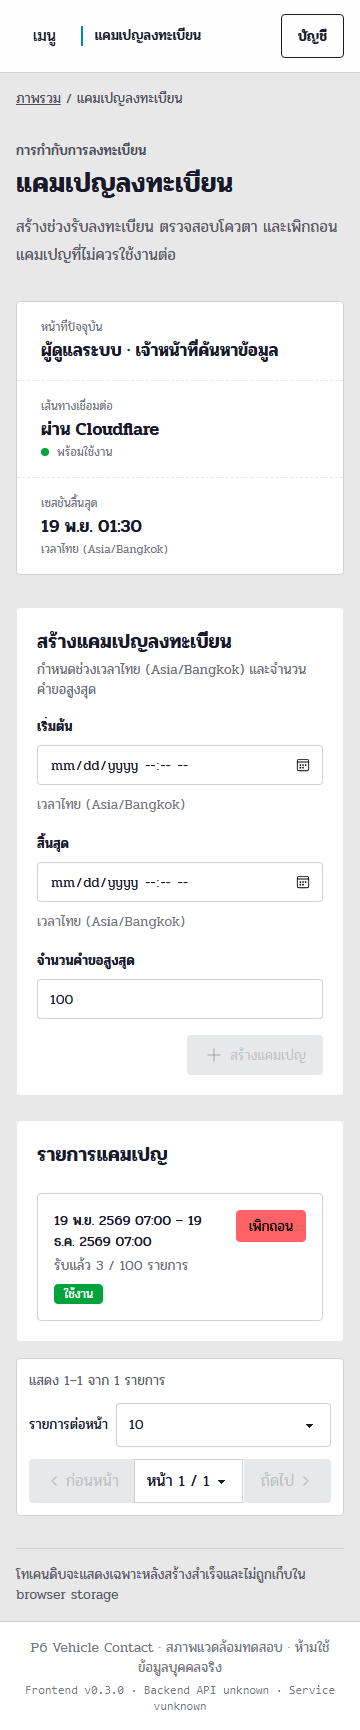 เมนู
แคมเปญลงทะเบียน
บัญชี
ภาพรวม / แคมเปญลงทะเบียน
การกำกับการลงทะเบียน
แคมเปญลงทะเบียน
สร้างช่วงรับลงทะเบียน ตรวจสอบโควตา และเพิกถอน
แคมเปญที่ไม่ควรใช้งานต่อ
หน้าที่ปัจจุบัน
ผู้ดูแลระบบ · เจ้าหน้าที่ค้นหาข้อมูล
เส้นทางเชื่อมต่อ
ผ่าน Cloudflare
พร้อมใช้งาน
เซสชันสิ้นสุด
19 พ.ย. 01:30
เวลาไทย (Asia/Bangkok)
สร้างแคมเปญลงทะเบียน
กำหนดช่วงเวลาไทย (Asia/Bangkok) และจำนวน
คำขอสูงสุด
เริ่มต้น
mm/dd/yyyy --:-- --
เวลาไทย (Asia/Bangkok)
สิ้นสุด
mm/dd/yyyy --:-- --
เวลาไทย (Asia/Bangkok)
จำนวนคำขอสูงสุด
100
สร้างแคมเปญ
รายการแคมเปญ
19 พ.ย. 2569 07:00 – 19
ธ.ค. 2569 07:00
เพิกถอน
รับแล้ว 3 / 100 รายการ
ใช้งาน
แสดง 1–1 จาก 1 รายการ
รายการต่อหน้า
10
ก่อนหน้า
หน้า 1 / 1
ถัดไป
โทเคนดิบจะแสดงเฉพาะหลังสร้างสำเร็จและไม่ถูกเก็บใน
browser storage
P6 Vehicle Contact · สภาพแวดล้อมทดสอบ · ห้ามใช้
ข้อมูลบุคคลจริง
Frontend v0.3.0 · Backend API unknown · Service
vunknown